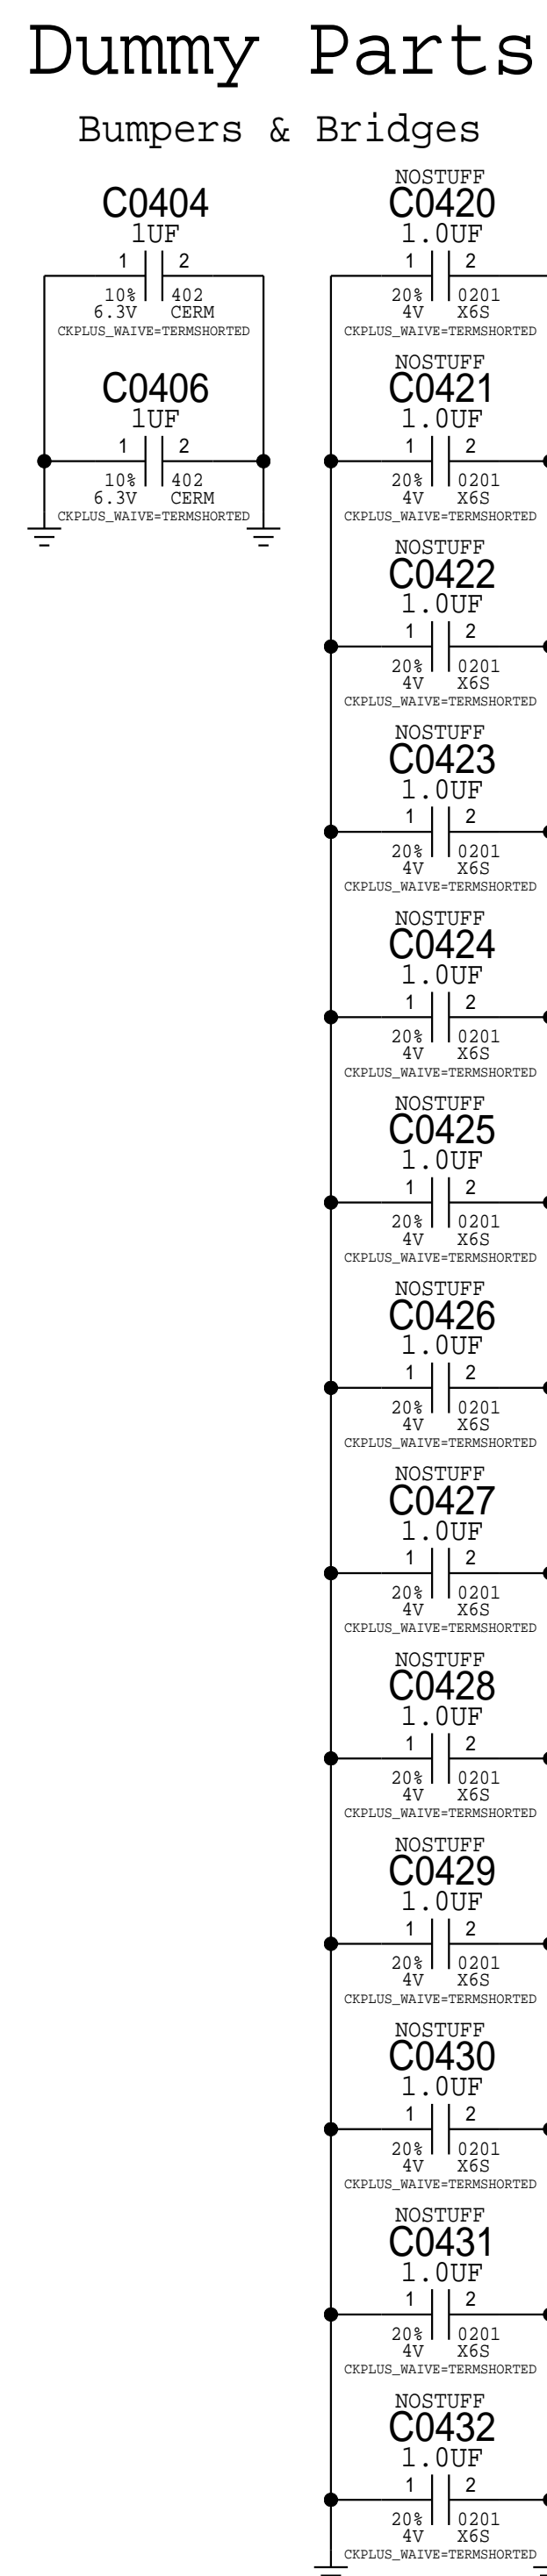 Dummy Parts
Bumpers & Bridges
C0404
1UF
1 2
10% 402
6.3V CERM
CKPLUS_WAIVE=TERMSHORTED
C0406
1UF
1 2
10% 402
6.3V CERM
CKPLUS_WAIVE=TERMSHORTED
NOSTUFF
C0420
1.0UF
1 2
20% 0201
4V X6S
CKPLUS_WAIVE=TERMSHORTED
NOSTUFF
C0421
1.0UF
1 2
20% 0201
4V X6S
CKPLUS_WAIVE=TERMSHORTED
NOSTUFF
C0422
1.0UF
1 2
20% 0201
4V X6S
CKPLUS_WAIVE=TERMSHORTED
NOSTUFF
C0423
1.0UF
1 2
20% 0201
4V X6S
CKPLUS_WAIVE=TERMSHORTED
NOSTUFF
C0424
1.0UF
1 2
20% 0201
4V X6S
CKPLUS_WAIVE=TERMSHORTED
NOSTUFF
C0425
1.0UF
1 2
20% 0201
4V X6S
CKPLUS_WAIVE=TERMSHORTED
NOSTUFF
C0426
1.0UF
1 2
20% 0201
4V X6S
CKPLUS_WAIVE=TERMSHORTED
NOSTUFF
C0427
1.0UF
1 2
20% 0201
4V X6S
CKPLUS_WAIVE=TERMSHORTED
NOSTUFF
C0428
1.0UF
1 2
20% 0201
4V X6S
CKPLUS_WAIVE=TERMSHORTED
NOSTUFF
C0429
1.0UF
1 2
20% 0201
4V X6S
CKPLUS_WAIVE=TERMSHORTED
NOSTUFF
C0430
1.0UF
1 2
20% 0201
4V X6S
CKPLUS_WAIVE=TERMSHORTED
NOSTUFF
C0431
1.0UF
1 2
20% 0201
4V X6S
CKPLUS_WAIVE=TERMSHORTED
NOSTUFF
C0432
1.0UF
1 2
20% 0201
4V X6S
CKPLUS_WAIVE=TERMSHORTED